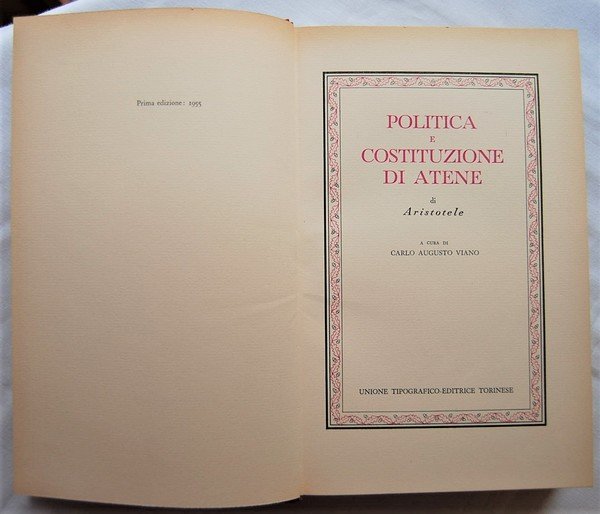 Prima edizione: 1955
POLITICA
E
COSTITUZIONE
DI ATENE
di
Aristotele
A CURA DI
CARLO AUGUSTO VIANO
UNIONE TIPOGRAFICO-EDITRICE TORINESE